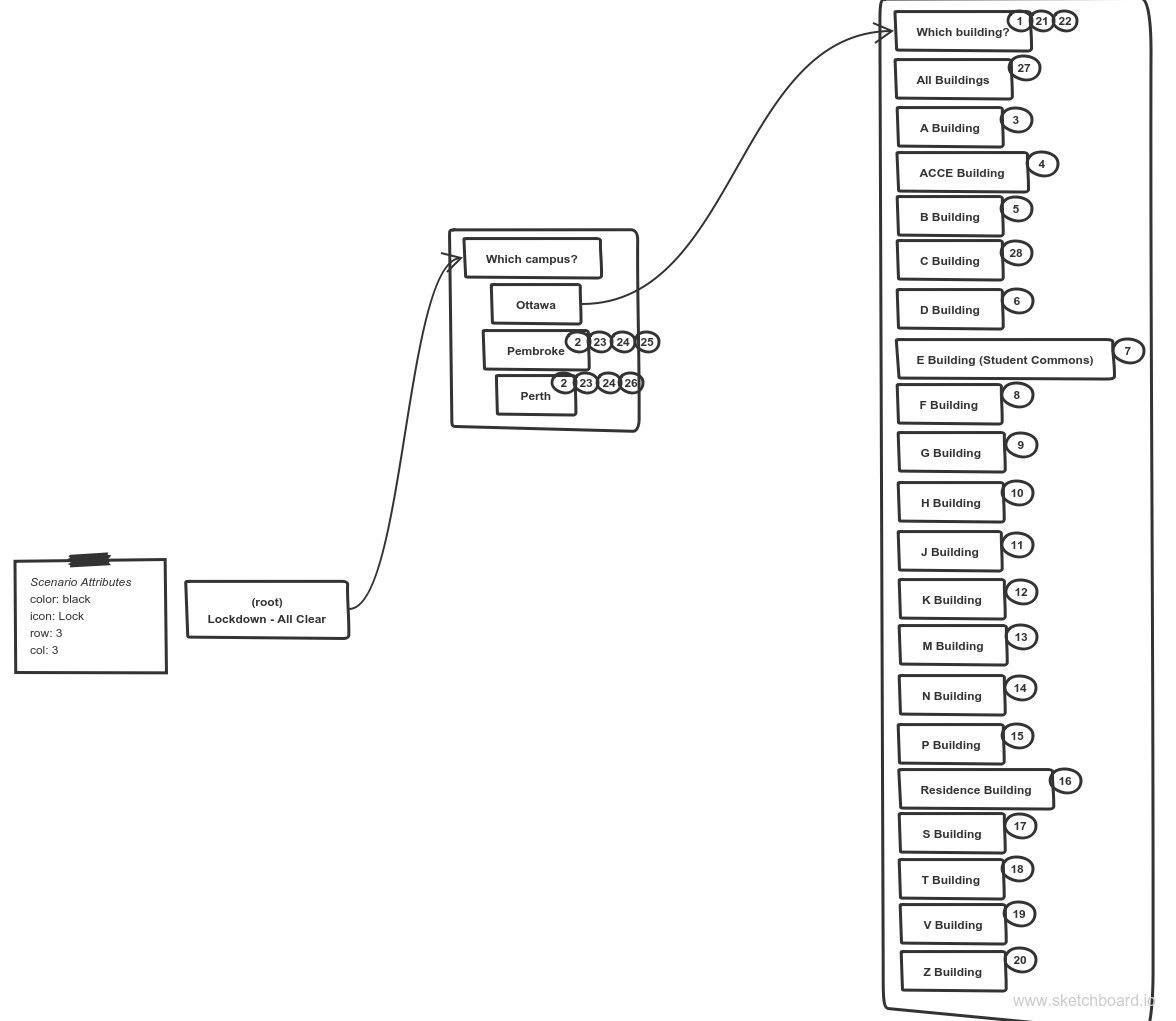 Which building? 1 21 22
All Buildings 27
A Building 3
ACCE Building 4
B Building 5
C Building 28
D Building 6
E Building (Student Commons) 7
F Building 8
G Building 9
H Building 10
J Building 11
K Building 12
M Building 13
N Building 14
P Building 15
Residence Building 16
S Building 17
T Building 18
V Building 19
Z Building 20
Which campus?
Ottawa
Pembroke 2 23 24 25
Perth 2 23 24 26
(root)
Lockdown - All Clear
Scenario Attributes
color: black
icon: Lock
row: 3
col: 3
www.sketchboard.io